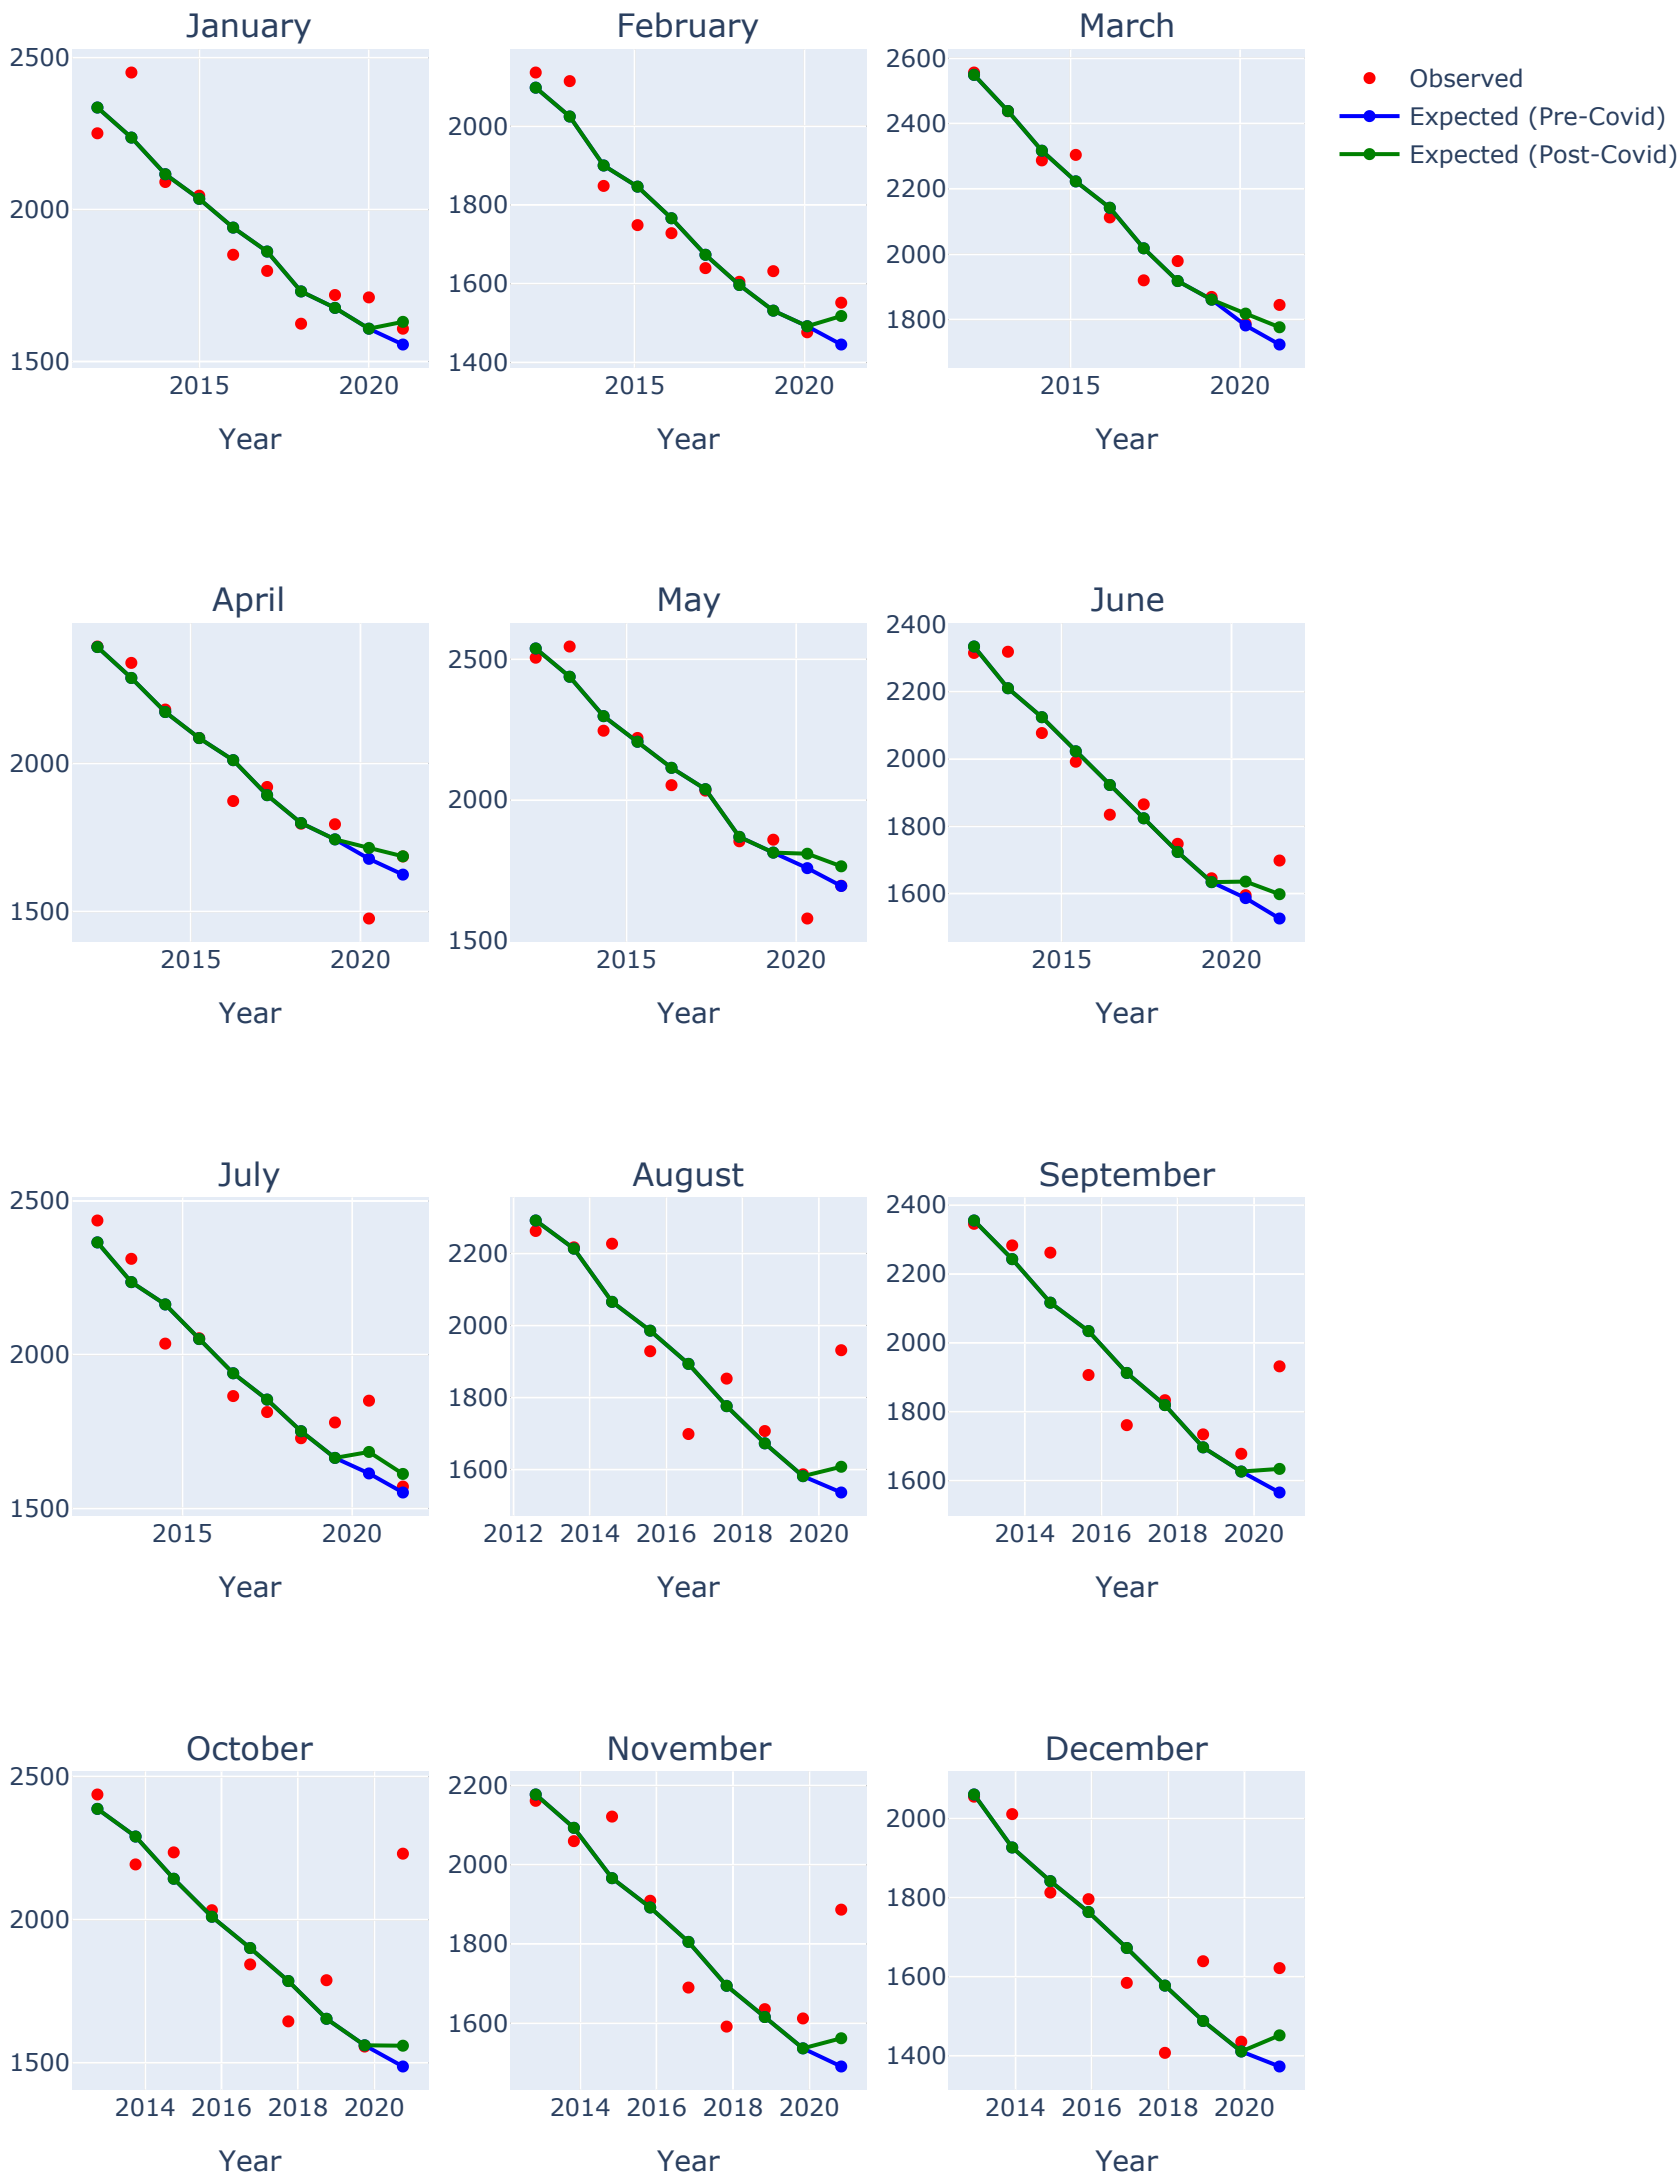 January
February
March
2500
2000
1500
2015
2020
Year
2000
1800
1600
1400
2015
2020
Year
2600
2400
2200
2000
1800
2015
2020
Year
Observed
Expected (Pre-Covid)
Expected (Post-Covid)
April
May
June
2000
1500
2015
2020
Year
2500
2000
1500
2015
2020
Year
2400
2200
2000
1800
1600
2015
2020
Year
July
August
September
2500
2000
1500
2015
2020
Year
2200
2000
1800
1600
2012
2014
2016
2018
2020
Year
2400
2200
2000
1800
1600
2014
2016
2018
2020
Year
October
November
December
2500
2000
1500
2014
2016
2018
2020
Year
2200
2000
1800
1600
2014
2016
2018
2020
Year
2000
1800
1600
1400
2014
2016
2018
2020
Year